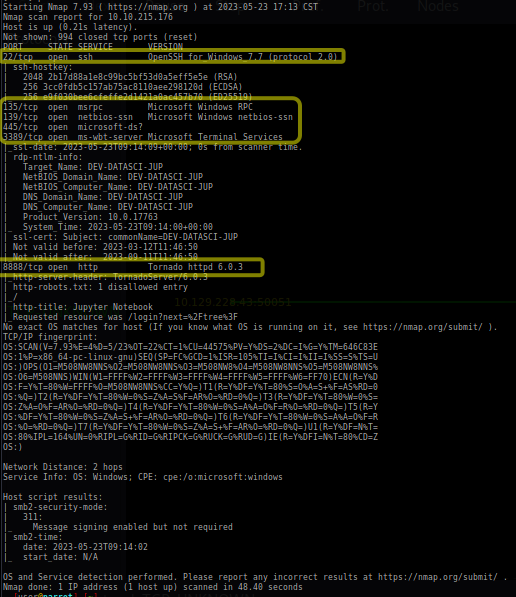 Starting Nmap 7.93 ( https://nmap.org ) at 2023-05-23 17:13 CST
Nmap scan report for 10.10.215.176
Host is up (0.21s latency).
Not shown: 994 closed tcp ports (reset)
PORT STATE SERVICE VERSION
22/tcp open ssh OpenSSH for Windows 7.7 (protocol 2.0)
| ssh-hostkey:
| 2048 2b17d88a1e8c99bc5bf53d0a5eff5e5e (RSA)
| 256 3cc0fdb5c157ab75ac8110aee298120d (ECDSA)
|_ 256 e9f030bee6cfeffe2d1421a0ac457b70 (ED25519)
135/tcp open msrpc Microsoft Windows RPC
139/tcp open netbios-ssn Microsoft Windows netbios-ssn
445/tcp open microsoft-ds?
3389/tcp open ms-wbt-server Microsoft Terminal Services
|_ssl-date: 2023-05-23T09:14:09+00:00; 0s from scanner time.
| rdp-ntlm-info:
| Target_Name: DEV-DATASCI-JUP
| NetBIOS_Domain_Name: DEV-DATASCI-JUP
| NetBIOS_Computer_Name: DEV-DATASCI-JUP
| DNS_Domain_Name: DEV-DATASCI-JUP
| DNS_Computer_Name: DEV-DATASCI-JUP
| Product_Version: 10.0.17763
|_ System_Time: 2023-05-23T09:14:00+00:00
| ssl-cert: Subject: commonName=DEV-DATASCI-JUP
| Not valid before: 2023-03-12T11:46:50
|_Not valid after: 2023-09-11T11:46:50
8888/tcp open http Tornado httpd 6.0.3
|_http-server-header: TornadoServer/6.0.3
| http-robots.txt: 1 disallowed entry
|_/
| http-title: Jupyter Notebook
|_Requested resource was /login?next=%2Ftree%3F
No exact OS matches for host (If you know what OS is running on it, see https://nmap.org/submit/ ).
TCP/IP fingerprint:
OS:SCAN(V=7.93%E=4%D=5/23%OT=22%CT=1%CU=44575%PV=Y%DS=2%DC=I%G=Y%TM=646C83E
OS:1%P=x86_64-pc-linux-gnu)SEQ(SP=FC%GCD=1%ISR=105%TI=I%CI=I%II=I%SS=S%TS=U
OS:)OPS(O1=M508NW8NNS%O2=M508NW8NNS%O3=M508NW8%O4=M508NW8NNS%O5=M508NW8NNS%
OS:O6=M508NNS)WIN(W1=FFFF%W2=FFFF%W3=FFFF%W4=FFFF%W5=FFFF%W6=FF70)ECN(R=Y%D
OS:F=Y%T=80%W=FFFF%O=M508NW8NNS%CC=Y%Q=)T1(R=Y%DF=Y%T=80%S=O%A=S+%F=AS%RD=0
OS:%Q=)T2(R=Y%DF=Y%T=80%W=0%S=Z%A=S%F=AR%O=%RD=0%Q=)T3(R=Y%DF=Y%T=80%W=0%S=
OS:Z%A=O%F=AR%O=%RD=0%Q=)T4(R=Y%DF=Y%T=80%W=0%S=A%A=O%F=R%O=%RD=0%Q=)T5(R=Y
OS:%DF=Y%T=80%W=0%S=Z%A=S+%F=AR%O=%RD=0%Q=)T6(R=Y%DF=Y%T=80%W=0%S=A%A=O%F=R
OS:%O=%RD=0%Q=)T7(R=Y%DF=Y%T=80%W=0%S=Z%A=S+%F=AR%O=%RD=0%Q=)U1(R=Y%DF=N%T=
OS:80%IPL=164%UN=0%RIPL=G%RID=G%RIPCK=G%RUCK=G%RUD=G)IE(R=Y%DFI=N%T=80%CD=Z
OS:)
Network Distance: 2 hops
Service Info: OS: Windows; CPE: cpe:/o:microsoft:windows
Host script results:
| smb2-security-mode:
| 311:
|_ Message signing enabled but not required
| smb2-time:
| date: 2023-05-23T09:14:02
|_ start_date: N/A
OS and Service detection performed. Please report any incorrect results at https://nmap.org/submit/ .
Nmap done: 1 IP address (1 host up) scanned in 48.40 seconds